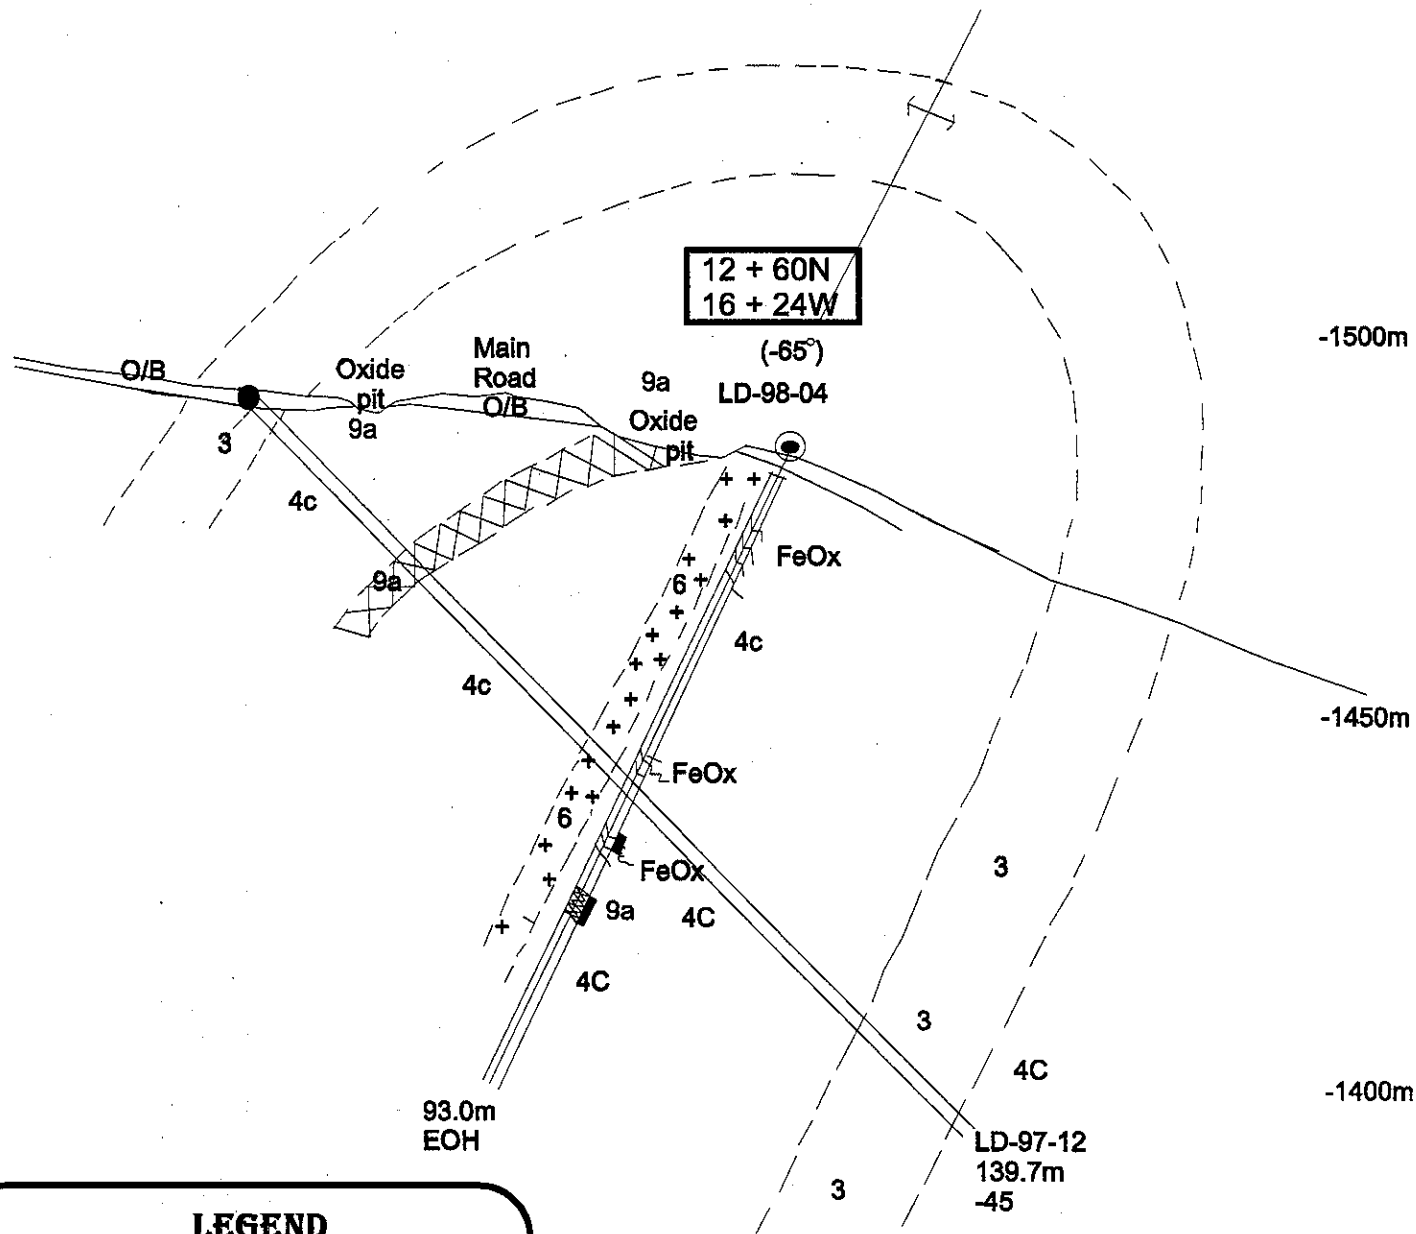 12 + 60N
16 + 24W
(-65°)
LD-98-04
-1500m
O/B
Oxide
pit
9a
Main
Road
O/B
9a
Oxide
pit
3
4c
9a
4c
6
FeOx
4c
-1450m
FeOx
6
FeOx
9a
4C
4C
3
3
4C
-1400m
93.0m
EOH
LD-97-12
139.7m
-45
3
LEGEND